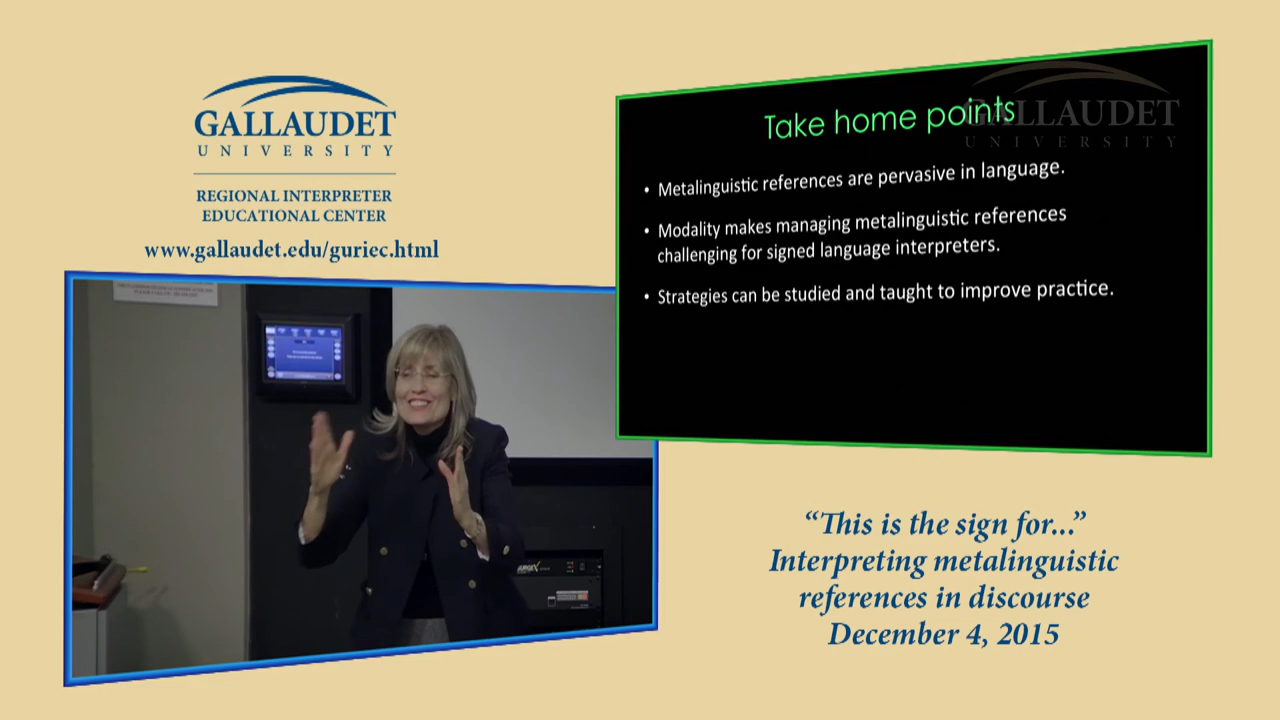 GALLAUDET
UNIVERSITY
REGIONAL INTERPRETER
EDUCATIONAL CENTER
www.gallaudet.edu/guriec.html
Take home points
GALLAUDET
UNIVERSITY
• Metalinguistic references are pervasive in language.
• Modality makes managing metalinguistic references
challenging for signed language interpreters.
• Strategies can be studied and taught to improve practice.
“This is the sign for...”
Interpreting metalinguistic
references in discourse
December 4, 2015